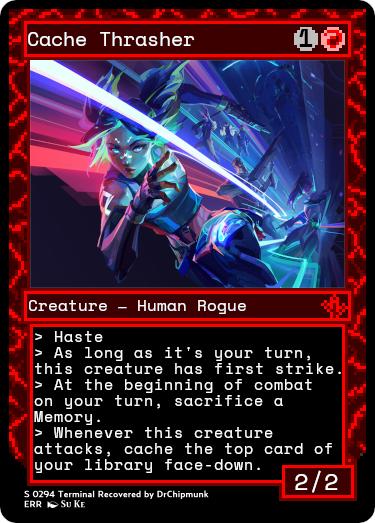 Cache Thrasher 1
Creature – Human Rogue
> Haste
> As long as it's your turn,
this creature has first strike.
> At the beginning of combat
on your turn, sacrifice a
Memory.
> Whenever this creature
attacks, cache the top card of
your library face-down.
2/2
S 0294 Terminal Recovered by DrChipmunk
ERR Su Ke